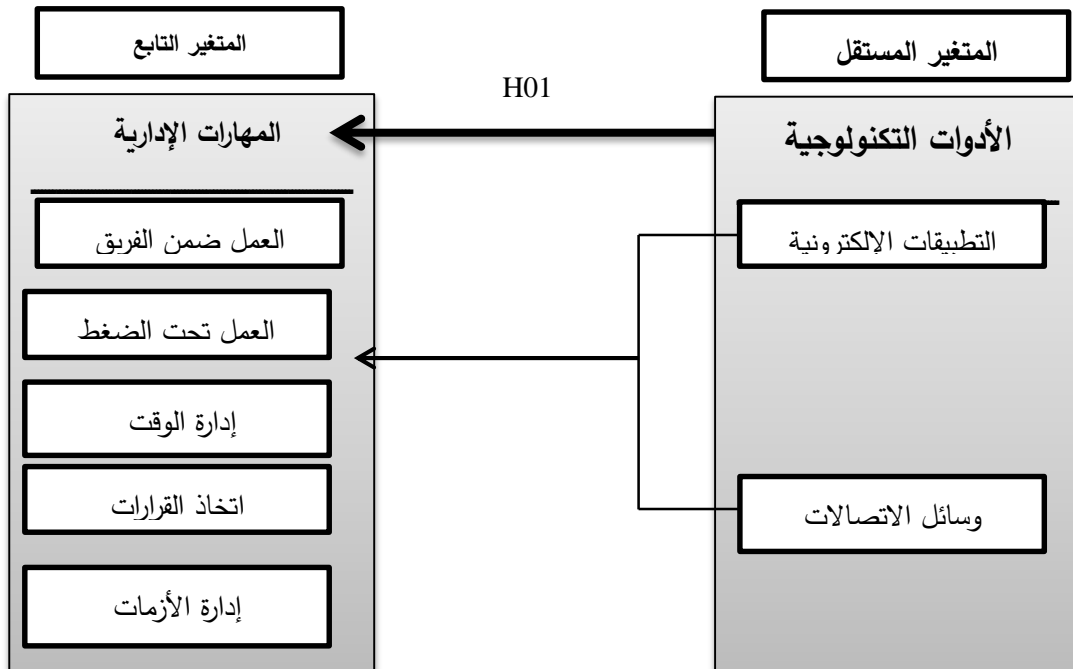 المتغير المستقل
المتغير التابع
H01
الأدوات التكنولوجية
المهارات الإدارية
التطبيقات الإلكترونية
وسائل الاتصالات
العمل ضمن الفريق
العمل تحت الضغط
إدارة الوقت
اتخاذ القرارات
إدارة الأزمات